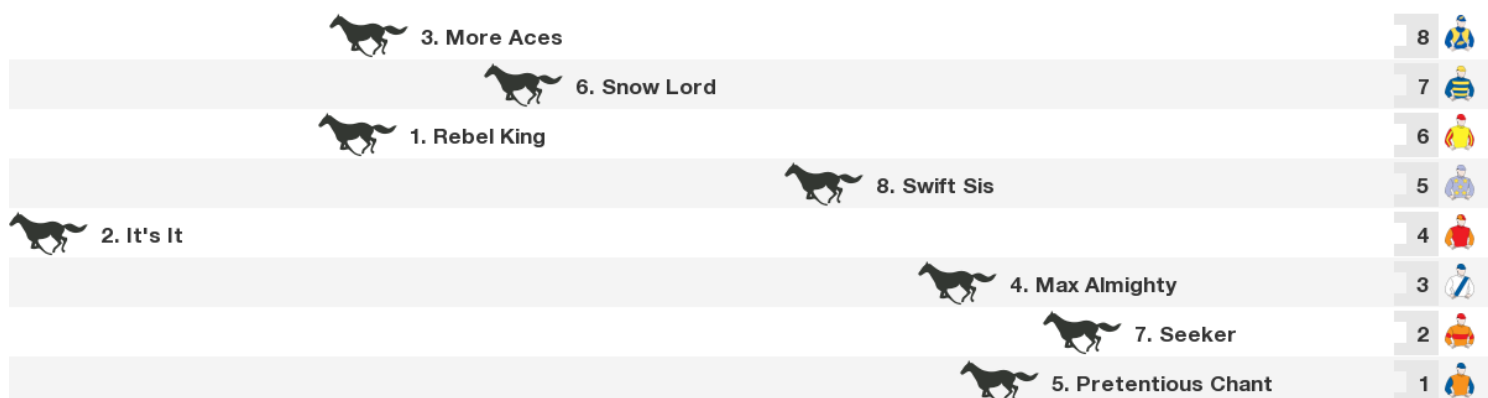 3. More Aces 8
6. Snow Lord 7
1. Rebel King 6
8. Swift Sis 5
2. It's It 4
4. Max Almighty 3
7. Seeker 2
5. Pretentious Chant 1